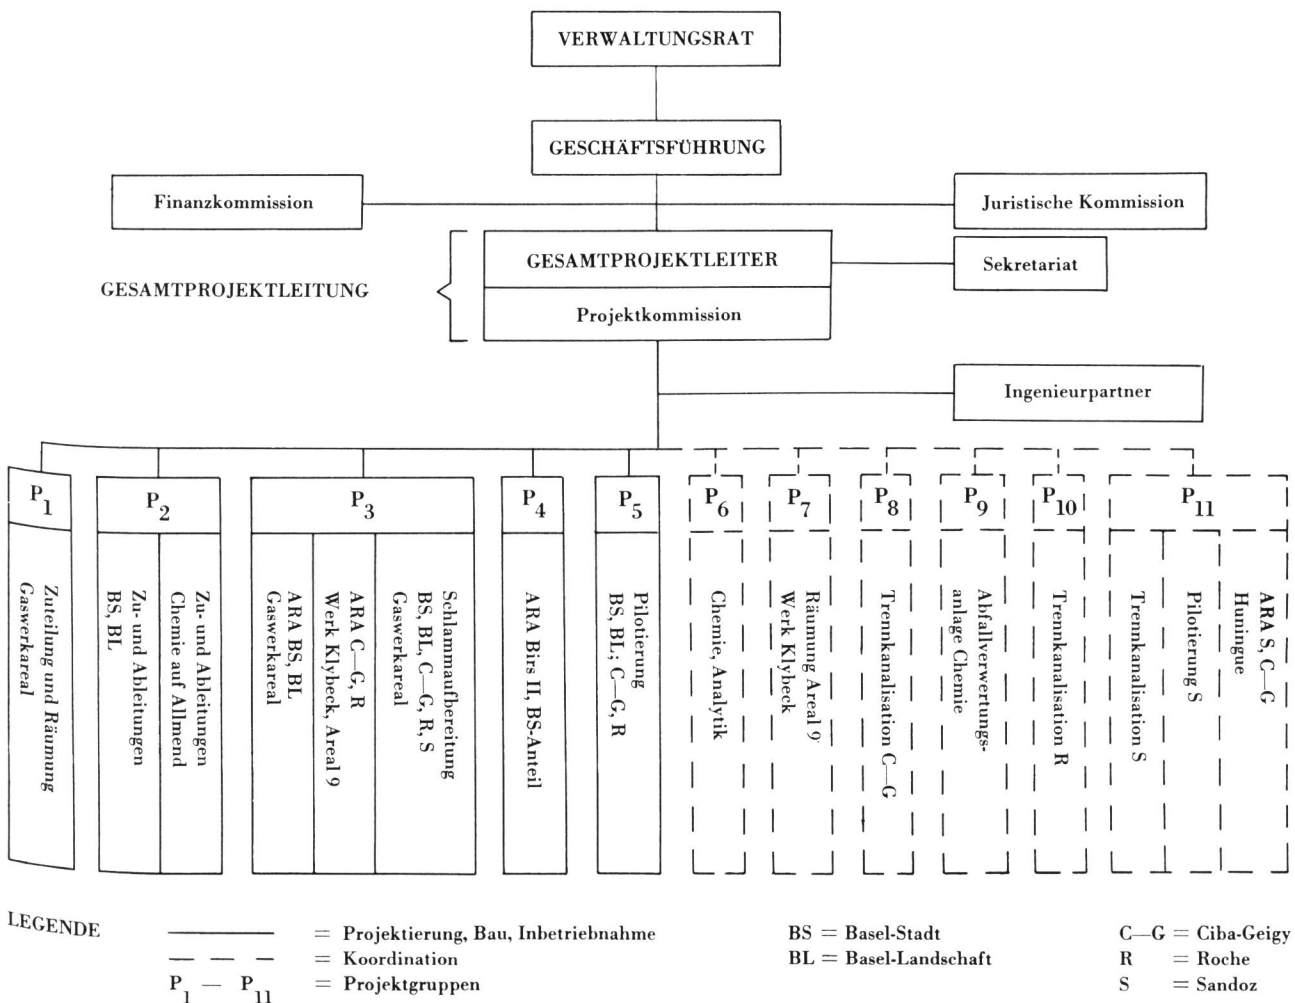 VERWALTUNGSRAT
GESCHÄFTSFÜHRUNG
Finanzkommission
Juristische Kommission
GESAMTPROJEKTLEITUNG
GESAMTPROJEKTLEITER
Sekretariat
Projektkommission
Ingenieurpartner
P1
P2
P3
P4
P5
P6
P7
P8
P9
P10
P11
Zuteilung und Räumung
Gaswerkareal
Zu- und Ableitungen
BS, BL
Zu- und Ableitungen
Chemie auf Allmend
ARA BS, BL
Gaswerkareal
ARA C—G, R
Werk Klybeck, Areal 9
Schlammaufbereitung
BS, BL, C—G, R, S
Gaswerkareal
ARA Birs II, BS-Anteil
Pilotierung
BS, BL; C—G, R
Chemie, Analytik
Räumung Areal 9
Werk Klybeck
Trennkanalisation C—G
Abfallverwertungs-
anlage Chemie
Trennkanalisation R
Trennkanalisation S
Pilotierung S
ARA S, C—G
Huningue
LEGENDE
= Projektierung, Bau, Inbetriebnahme
= Koordination
P1 — P11 = Projektgruppen
BS = Basel-Stadt
BL = Basel-Landschaft
C—G = Ciba-Geigy
R = Roche
S = Sandoz